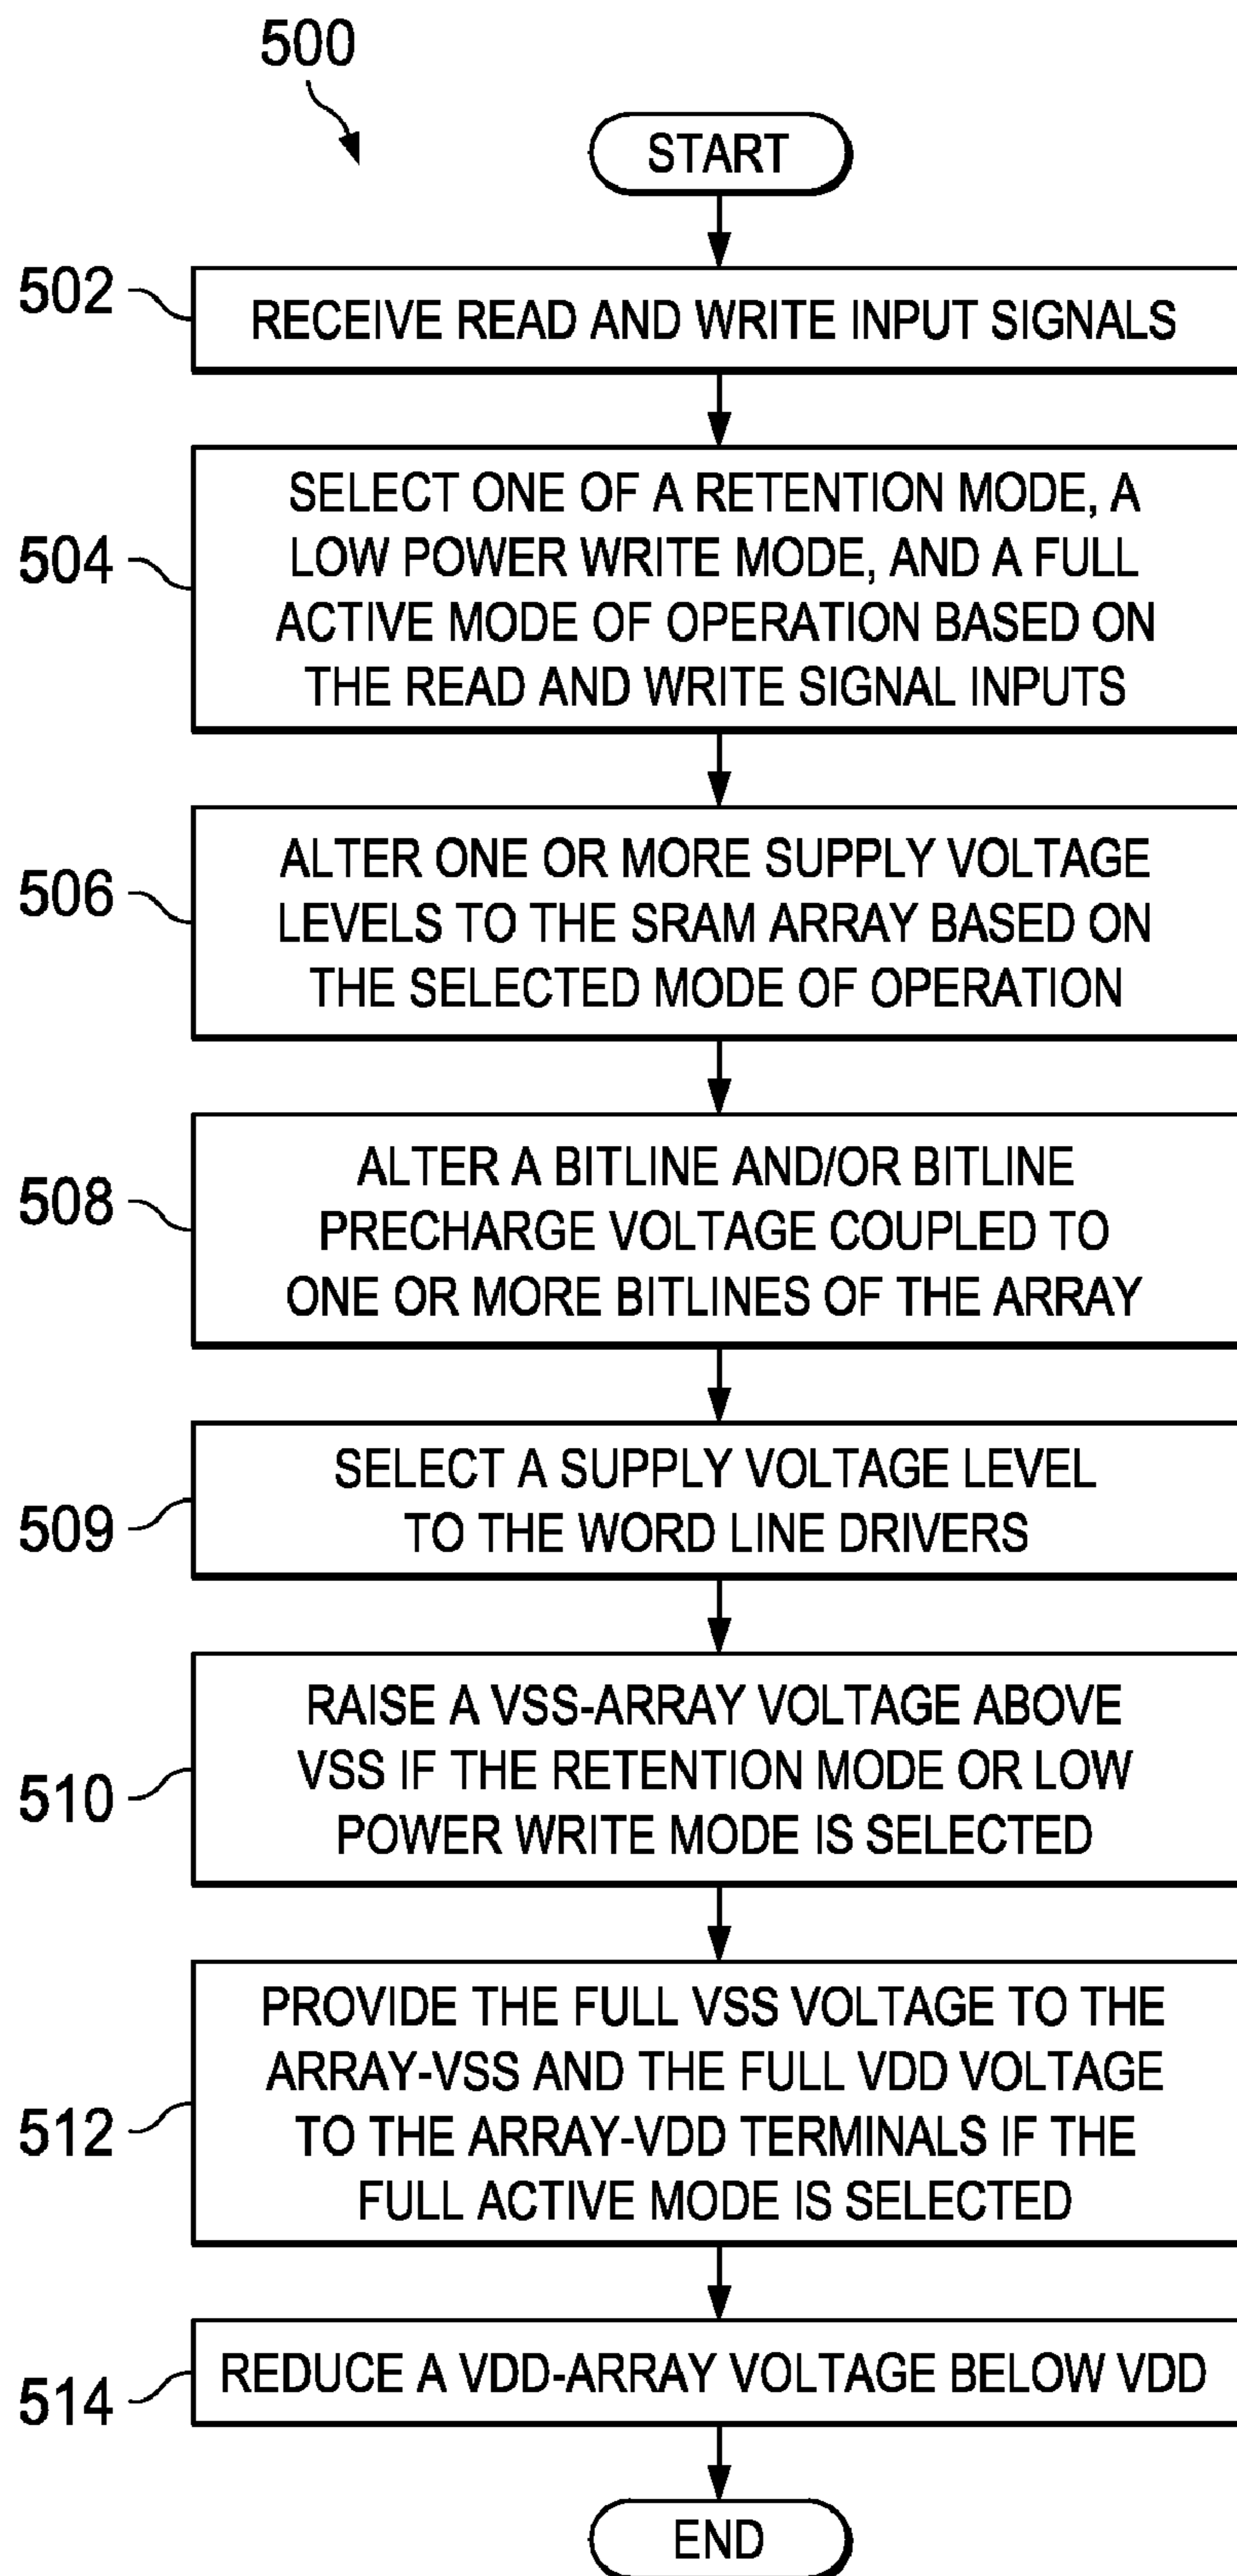 500
START
502
RECEIVE READ AND WRITE INPUT SIGNALS
504
SELECT ONE OF A RETENTION MODE, A
LOW POWER WRITE MODE, AND A FULL
ACTIVE MODE OF OPERATION BASED ON
THE READ AND WRITE SIGNAL INPUTS
506
ALTER ONE OR MORE SUPPLY VOLTAGE
LEVELS TO THE SRAM ARRAY BASED ON
THE SELECTED MODE OF OPERATION
508
ALTER A BITLINE AND/OR BITLINE
PRECHARGE VOLTAGE COUPLED TO
ONE OR MORE BITLINES OF THE ARRAY
509
SELECT A SUPPLY VOLTAGE LEVEL
TO THE WORD LINE DRIVERS
510
RAISE A VSS-ARRAY VOLTAGE ABOVE
VSS IF THE RETENTION MODE OR LOW
POWER WRITE MODE IS SELECTED
512
PROVIDE THE FULL VSS VOLTAGE TO THE
ARRAY-VSS AND THE FULL VDD VOLTAGE
TO THE ARRAY-VDD TERMINALS IF THE
FULL ACTIVE MODE IS SELECTED
514
REDUCE A VDD-ARRAY VOLTAGE BELOW VDD
END